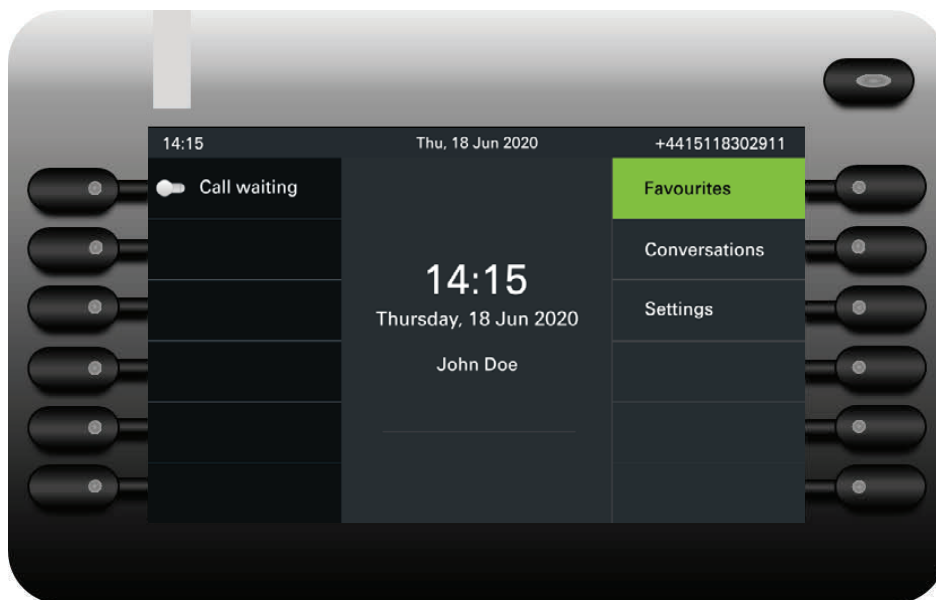 14:15 Thu, 18 Jun 2020 +4415118302911
Call waiting
Favourites
Conversations
Settings
14:15
Thursday, 18 Jun 2020
John Doe